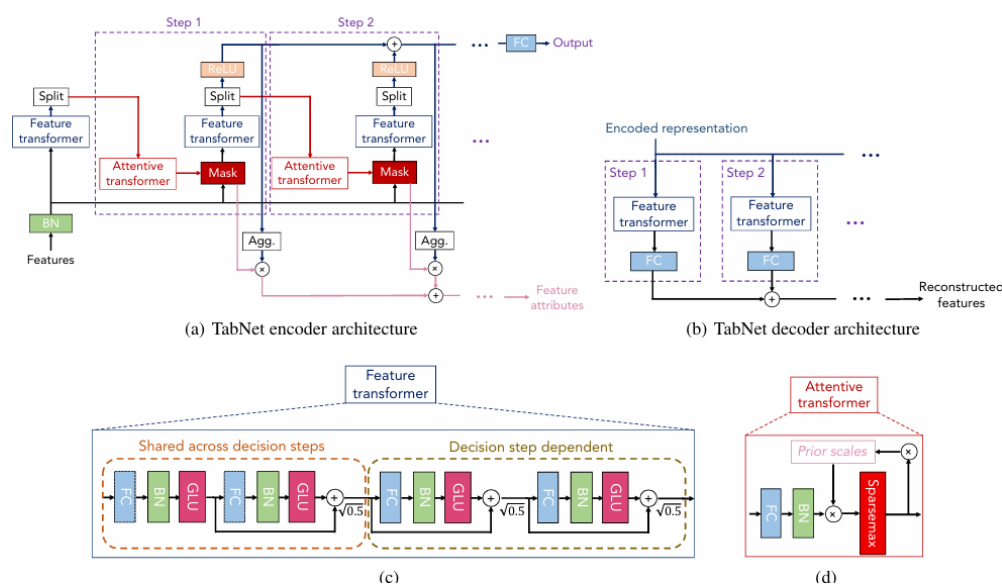 Step 1
Step 2
FC
Output
ReLU
ReLU
Split
Split
Split
Feature
transformer
Feature
transformer
Feature
transformer
Attentive
transformer
Mask
Attentive
transformer
Mask
BN
Features
Agg.
Agg.
Feature
attributes
(a) TabNet encoder architecture
Encoded representation
Step 1
Step 2
Feature
transformer
Feature
transformer
FC
FC
Reconstructed
features
(b) TabNet decoder architecture
Feature
transformer
Shared across decision steps
Decision step dependent
FC
BN
GLU
FC
BN
GLU
√0.5
FC
BN
GLU
√0.5
FC
BN
GLU
√0.5
(c)
Attentive
transformer
Prior scales
FC
BN
Sparsemax
(d)